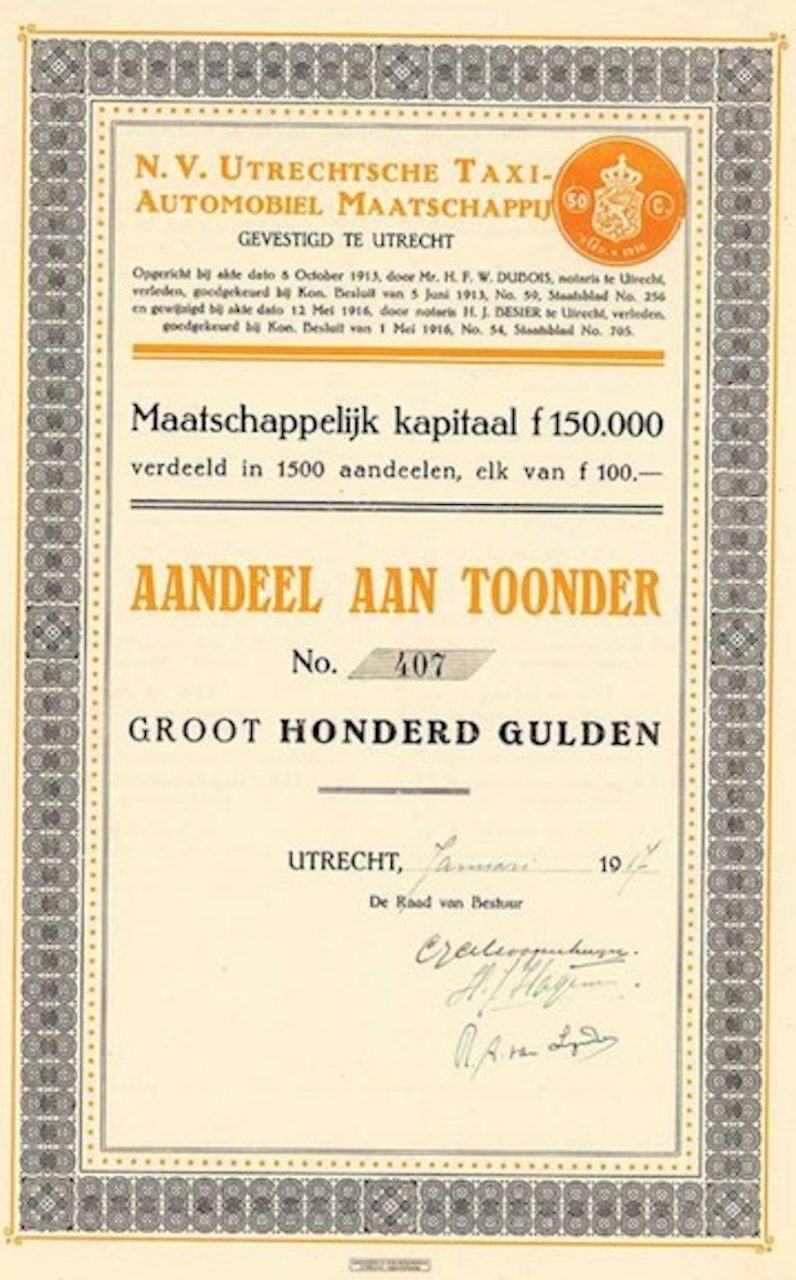 N. V. UTRECHTSCHE TAXI-
AUTOMOBIEL MAATSCHAPPIJ
50 C.
GEVESTIGD TE UTRECHT
Opgericht bij akte dato 8 October 1913, door Mr. H. F. W. DUBOIS, notaris te Utrecht,
verleden, goedgekeurd bij Kon. Besluit van 5 Juni 1913, No. 59, Staatsblad No. 256
en gewijzigd bij akte dato 12 Mei 1916, door notaris H. J. BESIER te Utrecht, verleden,
goedgekeurd bij Kon. Besluit van 1 Mei 1916, No. 54, Staatsblad No. 705.
Maatschappelijk kapitaal f 150.000
verdeeld in 1500 aandeelen, elk van f 100.—
AANDEEL AAN TOONDER
No. 407
GROOT HONDERD GULDEN
UTRECHT, Januari 1917
De Raad van Bestuur
R. A. van